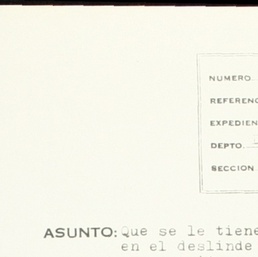 NUMERO.
REFERENC
EXPEDIEN
DEPTO.
SECCION
ASUNTO: Que se le tiene
en el deslinde